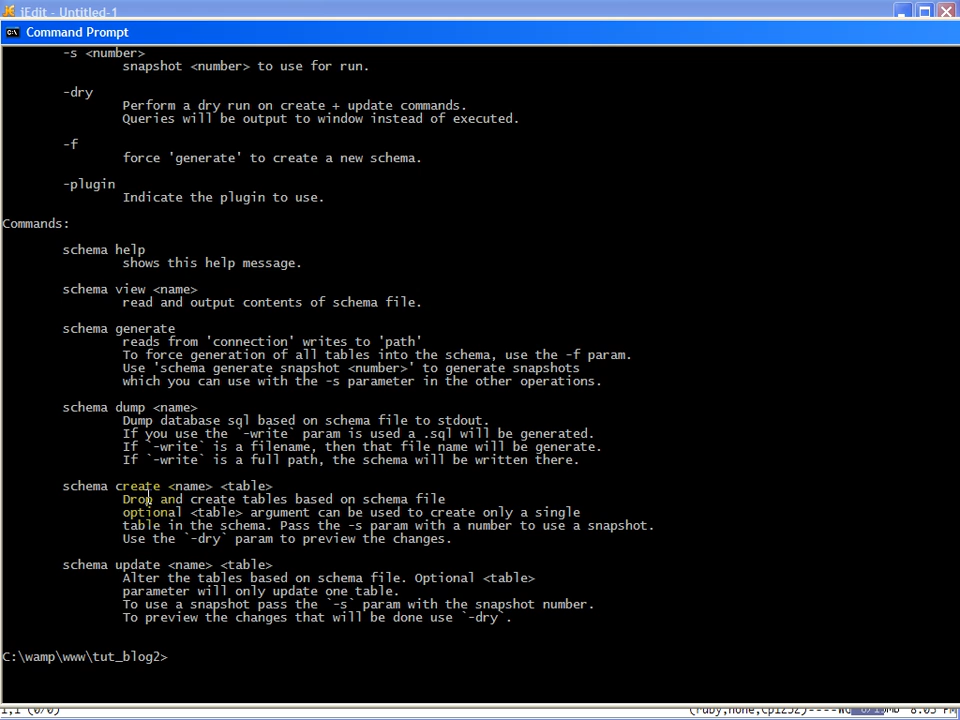 iEdit - Untitled-1
Command Prompt
-s <number>
snapshot <number> to use for run.
-dry
Perform a dry run on create + update commands.
Queries will be output to window instead of executed.
-f
force 'generate' to create a new schema.
-plugin
Indicate the plugin to use.
Commands:
schema help
shows this help message.
schema view <name>
read and output contents of schema file.
schema generate
reads from 'connection' writes to 'path'
To force generation of all tables into the schema, use the -f param.
Use 'schema generate snapshot <number>' to generate snapshots
which you can use with the -s parameter in the other operations.
schema dump <name>
Dump database sql based on schema file to stdout.
If you use the `-write` param is used a .sql will be generated.
If `-write` is a filename, then that file name will be generate.
If `-write` is a full path, the schema will be written there.
schema create <name> <table>
Drop and create tables based on schema file
optional <table> argument can be used to create only a single
table in the schema. Pass the -s param with a number to use a snapshot.
Use the `-dry` param to preview the changes.
schema update <name> <table>
Alter the tables based on schema file. Optional <table>
parameter will only update one table.
To use a snapshot pass the `-s` param with the snapshot number.
To preview the changes that will be done use `-dry`.
C:\wamp\www\tut_blog2>
1,1 (0/0)